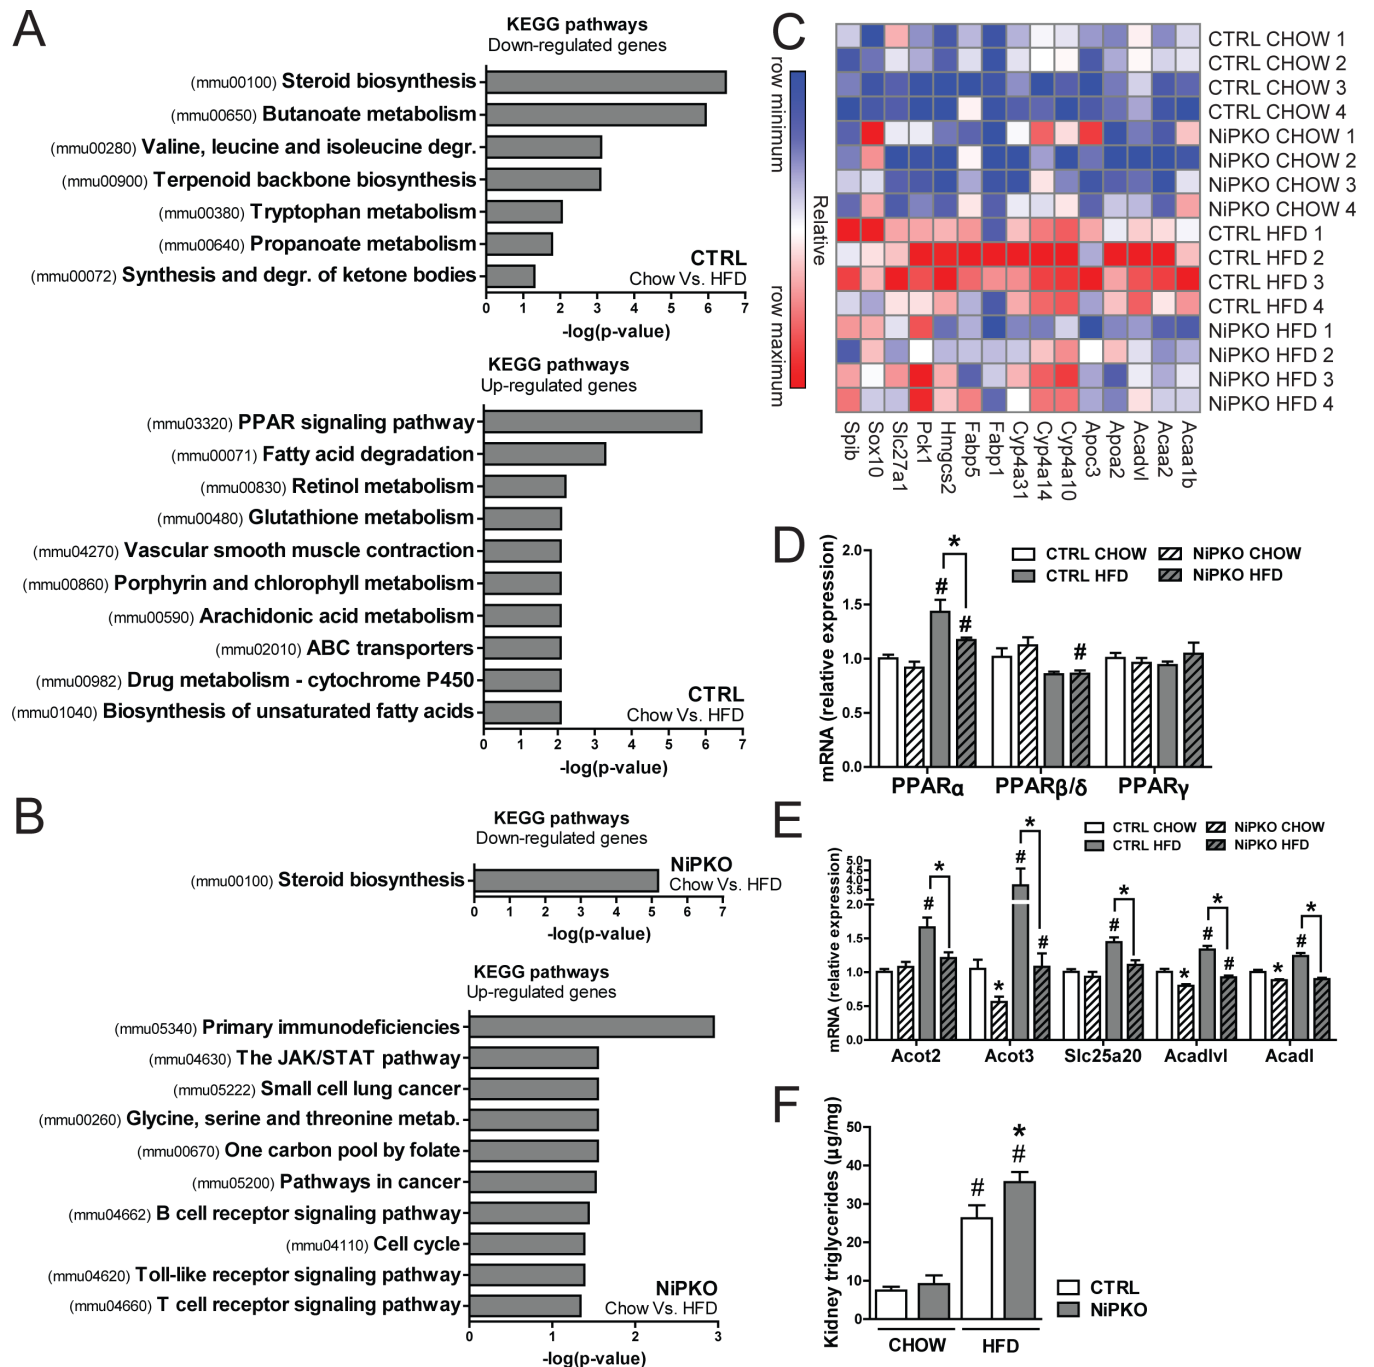 A
KEGG pathways
Down-regulated genes
(mmu00100) Steroid biosynthesis
(mmu00650) Butanoate metabolism
(mmu00280) Valine, leucine and isoleucine degr.
(mmu00900) Terpenoid backbone biosynthesis
(mmu00380) Tryptophan metabolism
(mmu00640) Propanoate metabolism
(mmu00072) Synthesis and degr. of ketone bodies
CTRL
Chow Vs. HFD
0 1 2 3 4 5 6 7
-log(p-value)
KEGG pathways
Up-regulated genes
(mmu03320) PPAR signaling pathway
(mmu00071) Fatty acid degradation
(mmu00830) Retinol metabolism
(mmu00480) Glutathione metabolism
(mmu04270) Vascular smooth muscle contraction
(mmu00860) Porphyrin and chlorophyll metabolism
(mmu00590) Arachidonic acid metabolism
(mmu02010) ABC transporters
(mmu00982) Drug metabolism - cytochrome P450
(mmu01040) Biosynthesis of unsaturated fatty acids
CTRL
Chow Vs. HFD
0 1 2 3 4 5 6 7
-log(p-value)
B
KEGG pathways
Down-regulated genes
(mmu00100) Steroid biosynthesis
NiPKO
Chow Vs. HFD
0 1 2 3 4 5 6 7
-log(p-value)
KEGG pathways
Up-regulated genes
(mmu05340) Primary immunodeficiencies
(mmu04630) The JAK/STAT pathway
(mmu05222) Small cell lung cancer
(mmu00260) Glycine, serine and threonine metab.
(mmu00670) One carbon pool by folate
(mmu05200) Pathways in cancer
(mmu04662) B cell receptor signaling pathway
(mmu04110) Cell cycle
(mmu04620) Toll-like receptor signaling pathway
(mmu04660) T cell receptor signaling pathway
NiPKO
Chow Vs. HFD
0 1 2 3
-log(p-value)
C
row minimum
Relative
row maximum
CTRL CHOW 1
CTRL CHOW 2
CTRL CHOW 3
CTRL CHOW 4
NiPKO CHOW 1
NiPKO CHOW 2
NiPKO CHOW 3
NiPKO CHOW 4
CTRL HFD 1
CTRL HFD 2
CTRL HFD 3
CTRL HFD 4
NiPKO HFD 1
NiPKO HFD 2
NiPKO HFD 3
NiPKO HFD 4
Spib
Sox10
Slc27a1
Pck1
Hmgcs2
Fabp5
Fabp1
Cyp4a31
Cyp4a14
Cyp4a10
Apoc3
Apoa2
Acadvl
Acaa2
Acaa1b
D
mRNA (relative expression)
2.0
1.5
1.0
0.5
0.0
CTRL CHOW
NiPKO CHOW
CTRL HFD
NiPKO HFD
*
# #
#
PPARα PPARβ/δ PPARγ
E
mRNA (relative expression)
5.0
4.5
4.0
3.5
2.0
1.5
1.0
0.5
0.0
CTRL CHOW
NiPKO CHOW
CTRL HFD
NiPKO HFD
* * * * *
# # # # #
* # * # *
Acot2 Acot3 Slc25a20 Acadlvl Acadl
F
Kidney triglycerides (µg/mg)
50
40
30
20
10
0
*
# #
CHOW HFD
CTRL
NiPKO